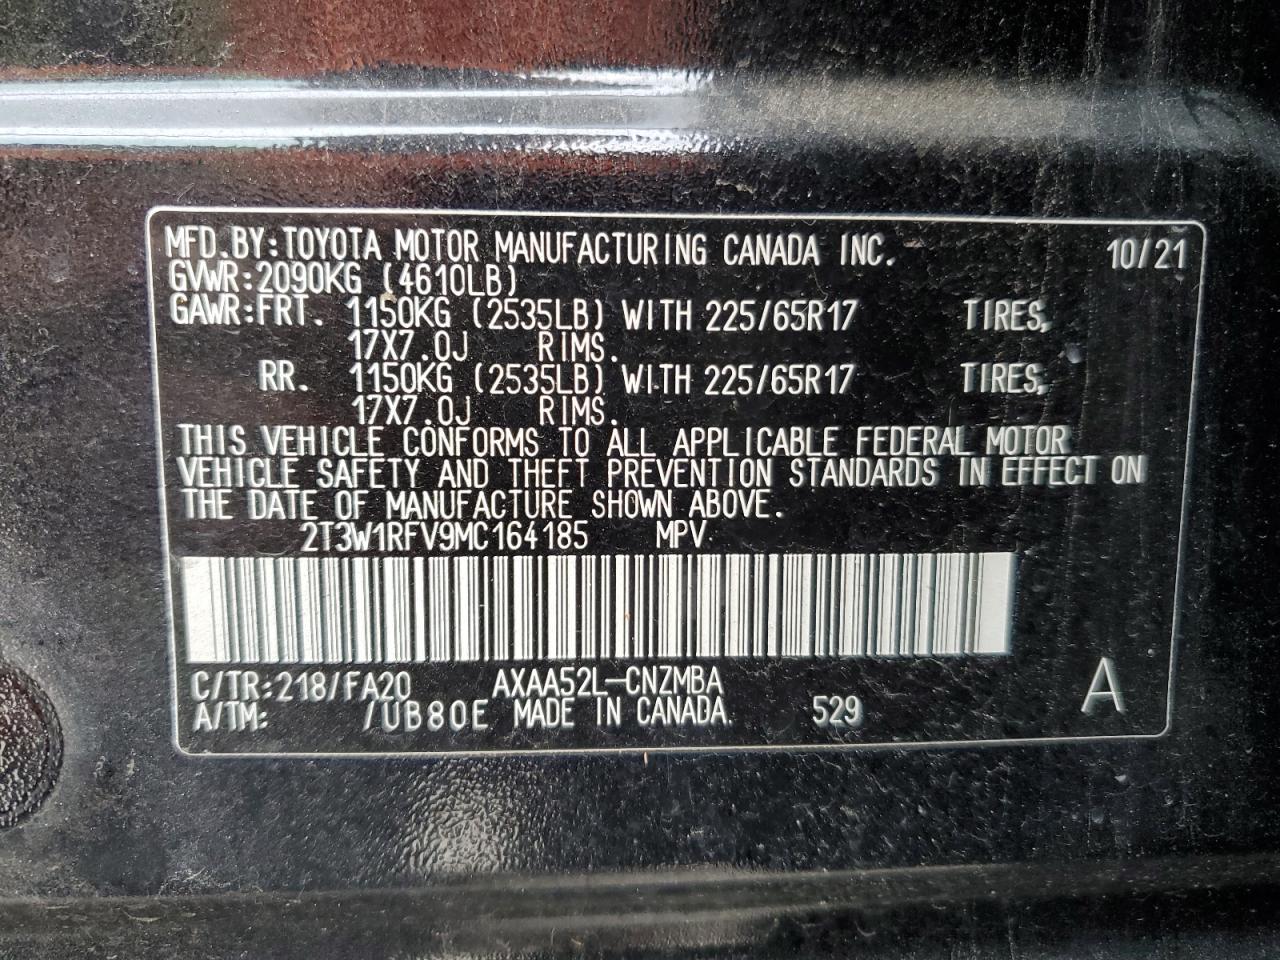 MFD.BY:TOYOTA MOTOR MANUFACTURING CANADA INC. 10/21
GVWR:2090KG (4610LB)
GAWR:FRT. 1150KG (2535LB) WITH 225/65R17 TIRES,
17X7.0J RIMS.
RR. 1150KG (2535LB) WITH 225/65R17 TIRES,
17X7.0J RIMS.
THIS VEHICLE CONFORMS TO ALL APPLICABLE FEDERAL MOTOR
VEHICLE SAFETY AND THEFT PREVENTION STANDARDS IN EFFECT ON
THE DATE OF MANUFACTURE SHOWN ABOVE.
2T3W1RFV9MC164185 MPV
C/TR:218/FA20 AXAA52L-CNZMBA A
A/TM: /UB80E MADE IN CANADA. 529